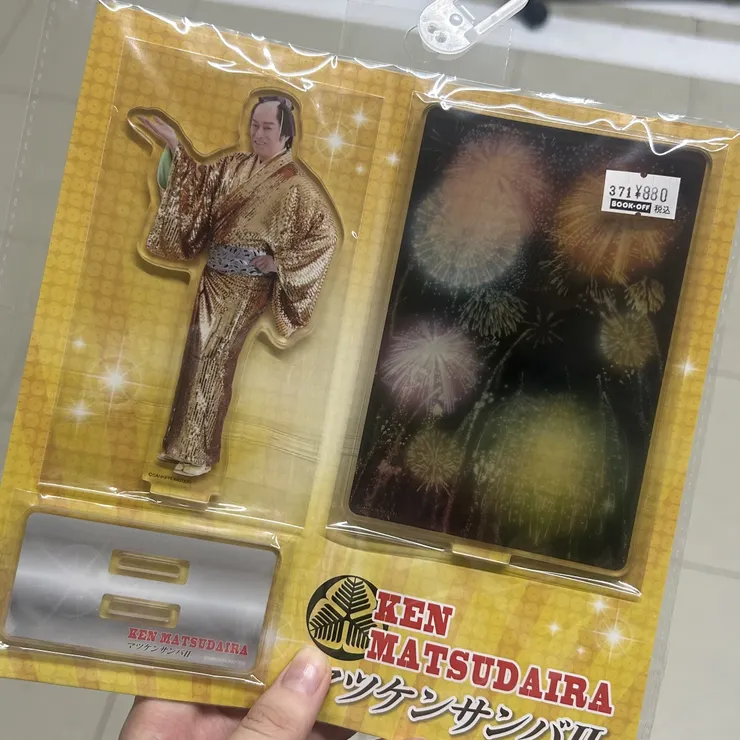 371¥880
BOOK-OFF 税込
KEN MATSUDAIRA
マツケンサンバII
KEN
MATSUDAIRA
マツケンサンバII